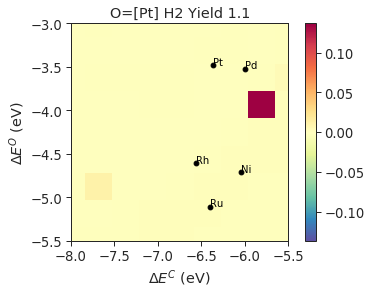 O=[Pt] H2 Yield 1.1
−3.0
−3.5
−4.0
−4.5
−5.0
−5.5
ΔE^O (eV)
Pt
Pd
Rh
Ni
Ru
−8.0 −7.5 −7.0 −6.5 −6.0 −5.5
ΔE^C (eV)
0.10
0.05
0.00
−0.05
−0.10